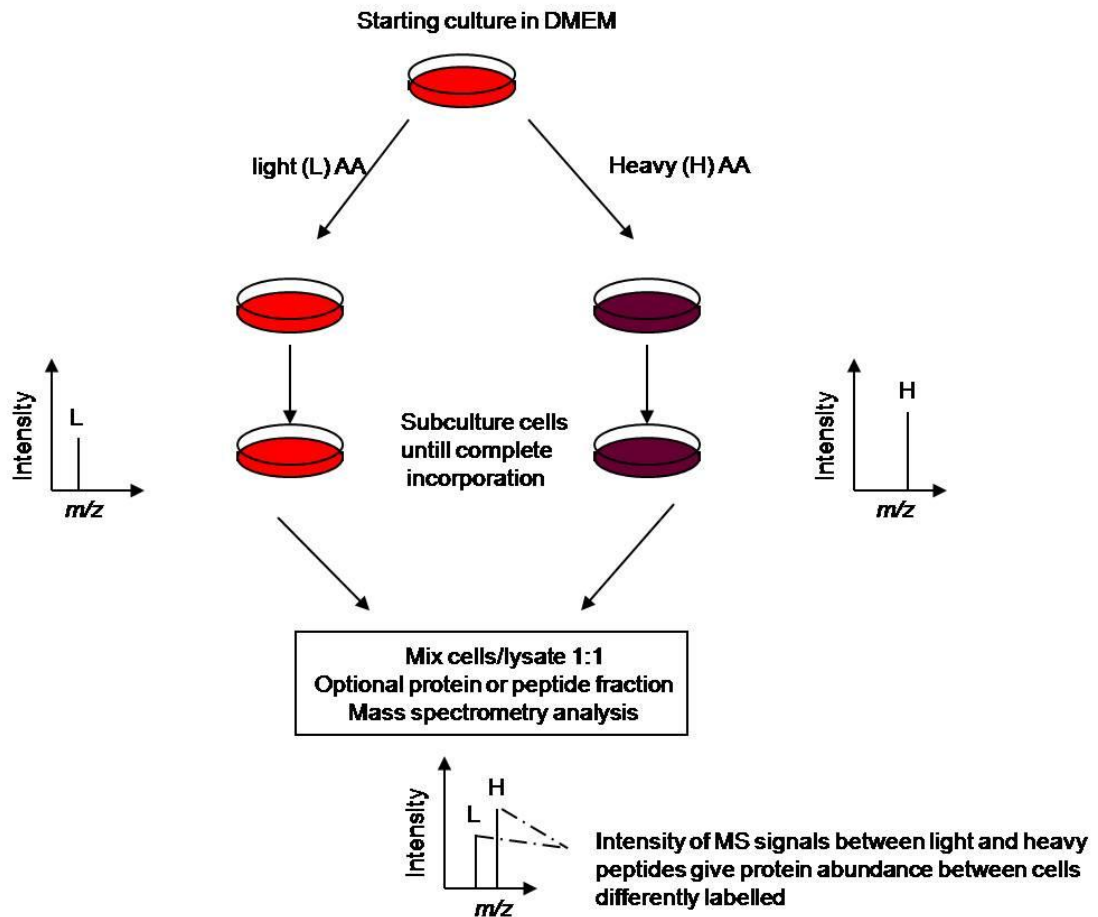 Starting culture in DMEM
light (L) AA
Heavy (H) AA
Intensity
L
m/z
Subculture cells
untill complete
incorporation
Intensity
H
m/z
Mix cells/lysate 1:1
Optional protein or peptide fraction
Mass spectrometry analysis
Intensity
H
L
m/z
Intensity of MS signals between light and heavy
peptides give protein abundance between cells
differently labelled